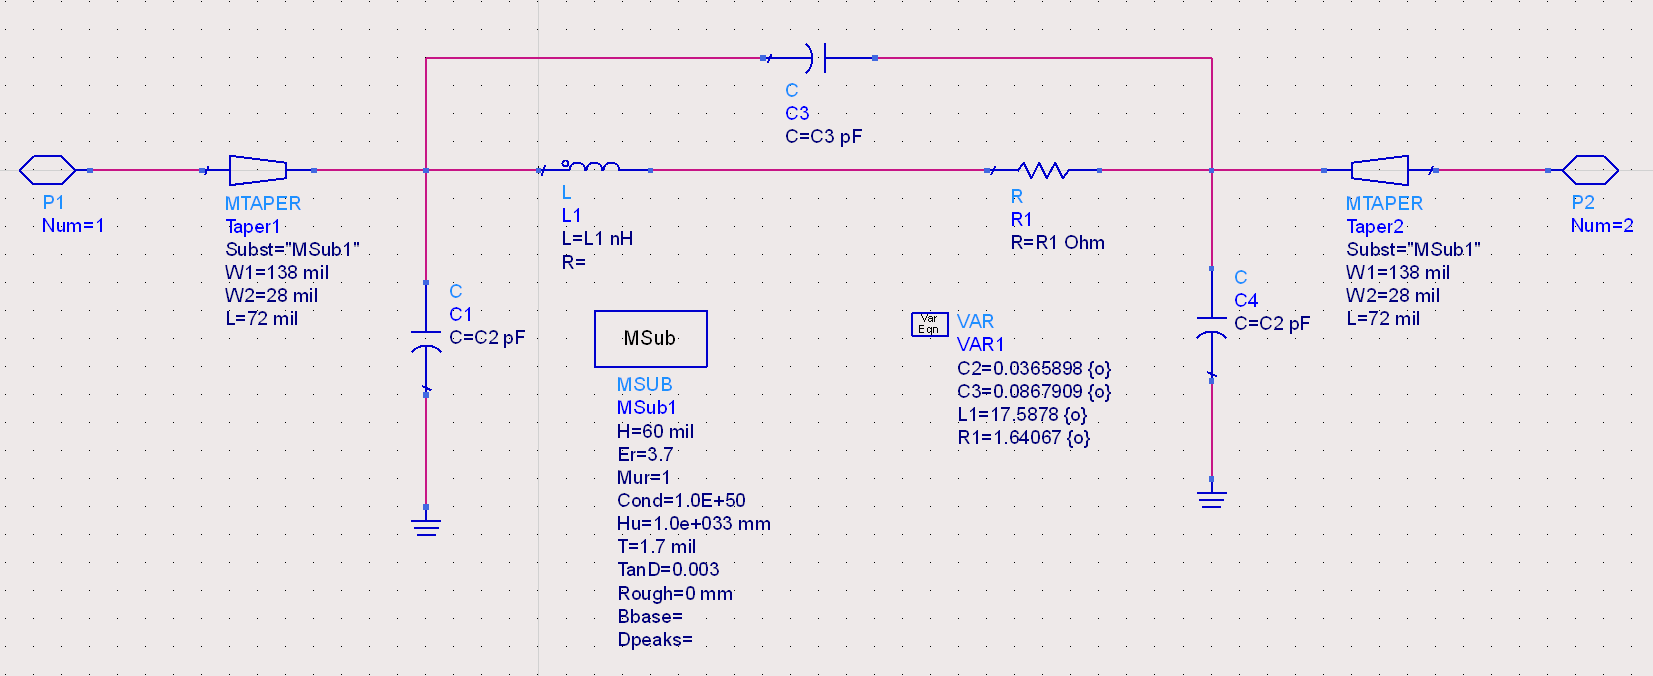 C
C3
C=C3 pF
P1
Num=1
MTAPER
Taper1
Subst="MSub1"
W1=138 mil
W2=28 mil
L=72 mil
L
L1
L=L1 nH
R=
R
R1
R=R1 Ohm
MTAPER
Taper2
Subst="MSub1"
W1=138 mil
W2=28 mil
L=72 mil
P2
Num=2
C
C1
C=C2 pF
C
C4
C=C2 pF
MSub
MSUB
MSub1
H=60 mil
Er=3.7
Mur=1
Cond=1.0E+50
Hu=1.0e+033 mm
T=1.7 mil
TanD=0.003
Rough=0 mm
Bbase=
Dpeaks=
Var
Eqn
VAR
VAR1
C2=0.0365898 {o}
C3=0.0867909 {o}
L1=17.5878 {o}
R1=1.64067 {o}